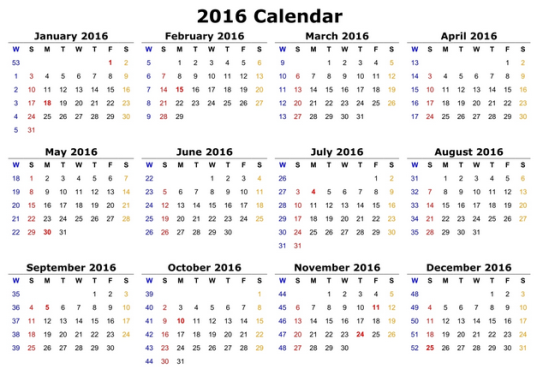 2016 Calendar
January 2016
W S M T W T F S
53 1 2
1 3 4 5 6 7 8 9
2 10 11 12 13 14 15 16
3 17 18 19 20 21 22 23
4 24 25 26 27 28 29 30
5 31
February 2016
W S M T W T F S
5 1 2 3 4 5 6
6 7 8 9 10 11 12 13
7 14 15 16 17 18 19 20
8 21 22 23 24 25 26 27
9 28 29
March 2016
W S M T W T F S
9 1 2 3 4 5
10 6 7 8 9 10 11 12
11 13 14 15 16 17 18 19
12 20 21 22 23 24 25 26
13 27 28 29 30 31
April 2016
W S M T W T F S
13 1 2
14 3 4 5 6 7 8 9
15 10 11 12 13 14 15 16
16 17 18 19 20 21 22 23
17 24 25 26 27 28 29 30
May 2016
W S M T W T F S
18 1 2 3 4 5 6 7
19 8 9 10 11 12 13 14
20 15 16 17 18 19 20 21
21 22 23 24 25 26 27 28
22 29 30 31
June 2016
W S M T W T F S
22 1 2 3 4
23 5 6 7 8 9 10 11
24 12 13 14 15 16 17 18
25 19 20 21 22 23 24 25
26 26 27 28 29 30
July 2016
W S M T W T F S
26 1 2
27 3 4 5 6 7 8 9
28 10 11 12 13 14 15 16
29 17 18 19 20 21 22 23
30 24 25 26 27 28 29 30
31 31
August 2016
W S M T W T F S
31 1 2 3 4 5 6
32 7 8 9 10 11 12 13
33 14 15 16 17 18 19 20
34 21 22 23 24 25 26 27
35 28 29 30 31
September 2016
W S M T W T F S
35 1 2 3
36 4 5 6 7 8 9 10
37 11 12 13 14 15 16 17
38 18 19 20 21 22 23 24
39 25 26 27 28 29 30
October 2016
W S M T W T F S
39 1
40 2 3 4 5 6 7 8
41 9 10 11 12 13 14 15
42 16 17 18 19 20 21 22
43 23 24 25 26 27 28 29
44 30 31
November 2016
W S M T W T F S
44 1 2 3 4 5
45 6 7 8 9 10 11 12
46 13 14 15 16 17 18 19
47 20 21 22 23 24 25 26
48 27 28 29 30
December 2016
W S M T W T F S
48 1 2 3
49 4 5 6 7 8 9 10
50 11 12 13 14 15 16 17
51 18 19 20 21 22 23 24
52 25 26 27 28 29 30 31